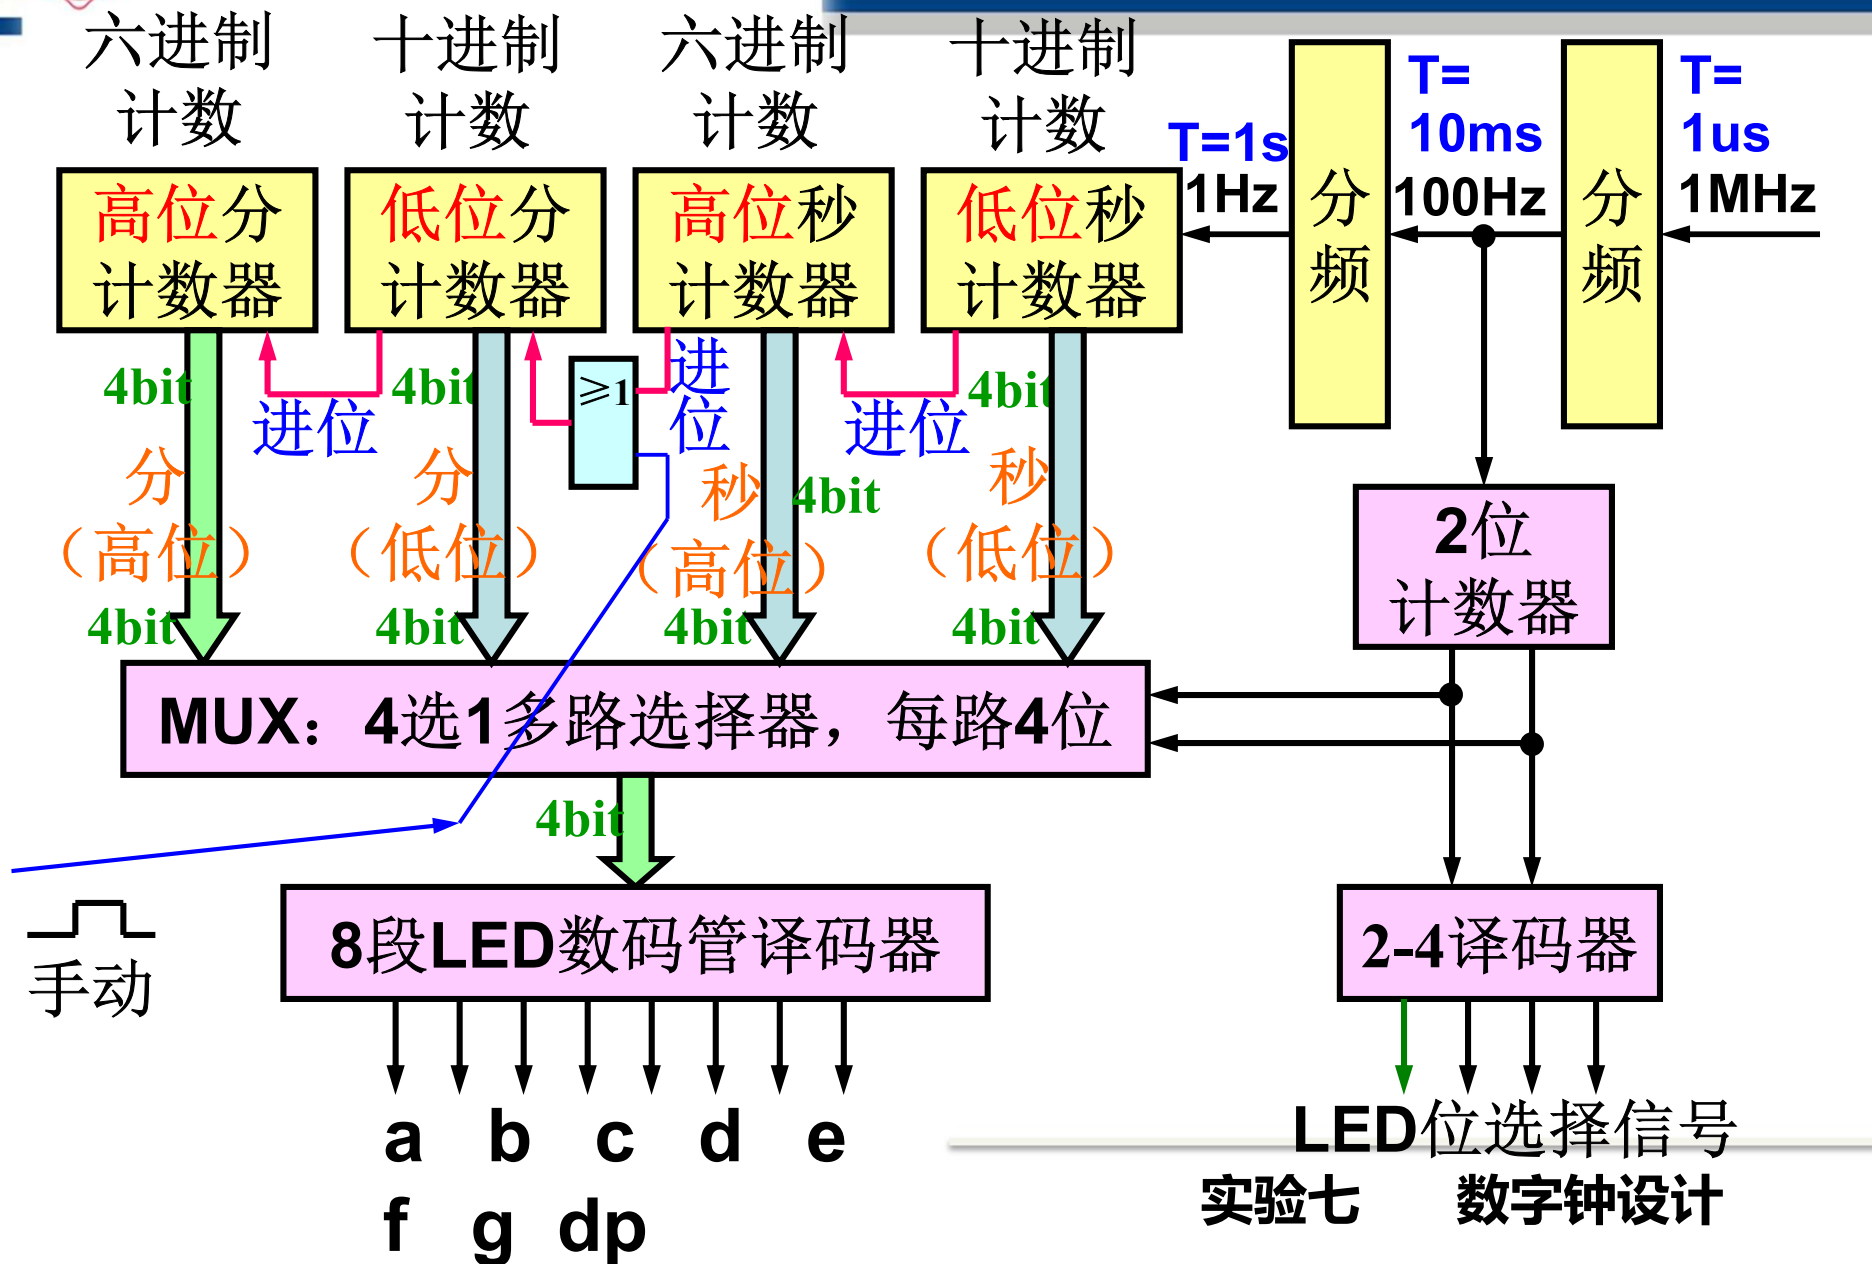 六进制
计数
十进制
计数
六进制
计数
十进制
计数
T=1s
1Hz
T=
10ms
100Hz
T=
1us
1MHz
高位分
计数器
低位分
计数器
高位秒
计数器
低位秒
计数器
分
频
分
频
4bit
进位
4bit
≥1
进
位
进位
4bit
4bit
分
（高位）
分
（低位）
秒
（高位）
秒
（低位）
4bit
4bit
4bit
4bit
2位
计数器
MUX：4选1多路选择器，每路4位
4bit
手动
8段LED数码管译码器
2-4译码器
a b c d e
f g dp
LED位选择信号
实验七 数字钟设计